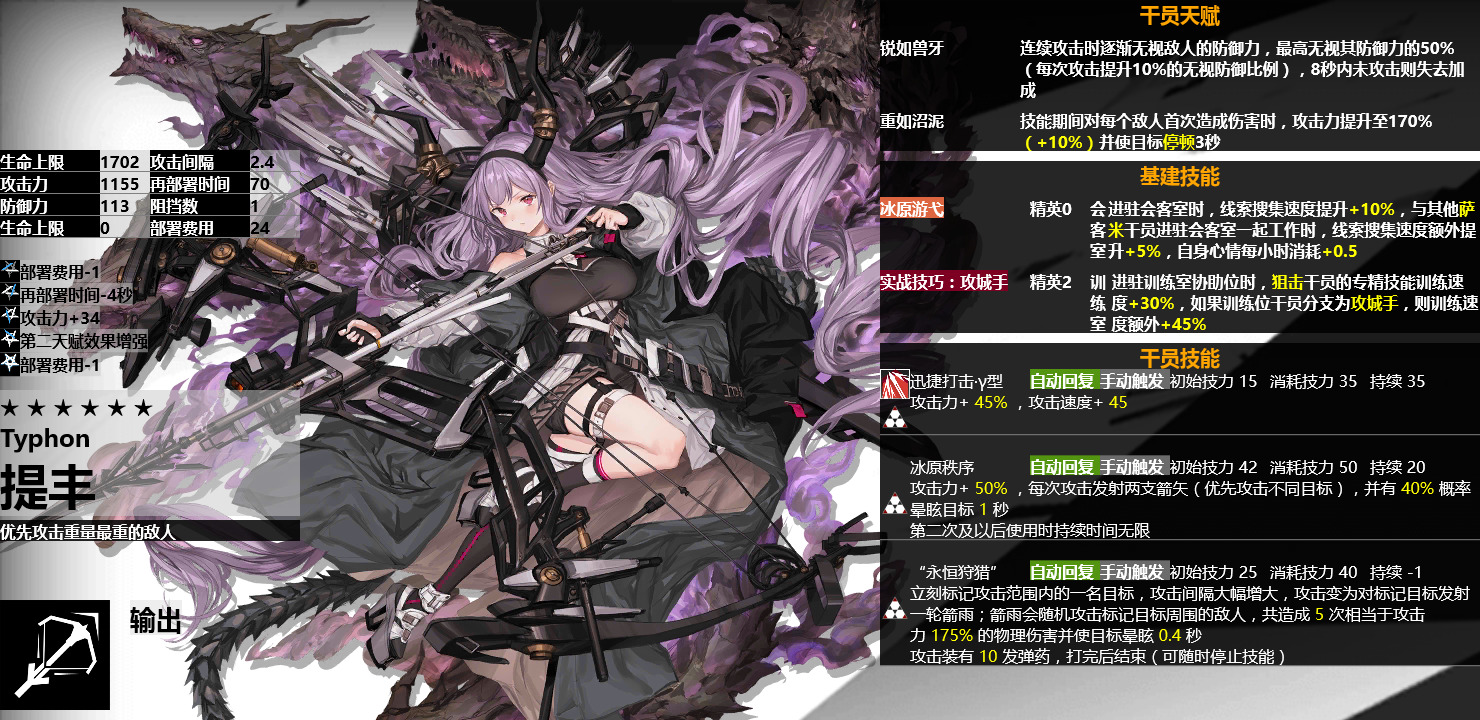 生命上限 1702 攻击间隔 2.4
攻击力 1155 再部署时间 70
防御力 113 阻挡数 1
生命上限 0 部署费用 24
部署费用-1
再部署时间-4秒
攻击力+34
第二天赋效果增强
部署费用-1
★ ★ ★ ★ ★ ★
Typhon
提丰
优先攻击重量最重的敌人
输出
干员天赋
锐如兽牙 连续攻击时逐渐无视敌人的防御力，最高无视其防御力的50%
（每次攻击提升10%的无视防御比例），8秒内未攻击则失去加
成
重如沼泥 技能期间对每个敌人首次造成伤害时，攻击力提升至170%
（+10%）并使目标停顿3秒
基建技能
冰原游弋 精英0 会 进驻会客室时，线索搜集速度提升+10%，与其他萨
客 米干员进驻会客室一起工作时，线索搜集速度额外提
室 升+5%，自身心情每小时消耗+0.5
实战技巧：攻城手 精英2 训 进驻训练室协助位时，狙击干员的专精技能训练速
练 度+30%，如果训练位干员分支为攻城手，则训练速
室 度额外+45%
干员技能
迅捷打击·γ型 自动回复 手动触发 初始技力 15 消耗技力 35 持续 35
攻击力+ 45% ，攻击速度+ 45
冰原秩序 自动回复 手动触发 初始技力 42 消耗技力 50 持续 20
攻击力+ 50% ，每次攻击发射两支箭矢（优先攻击不同目标），并有 40% 概率
晕眩目标 1 秒
第二次及以后使用时持续时间无限
“永恒狩猎” 自动回复 手动触发 初始技力 25 消耗技力 40 持续 -1
立刻标记攻击范围内的一名目标，攻击间隔大幅增大，攻击变为对标记目标发射
一轮箭雨；箭雨会随机攻击标记目标周围的敌人，共造成 5 次相当于攻击
力 175% 的物理伤害并使目标晕眩 0.4 秒
攻击装有 10 发弹药，打完后结束（可随时停止技能）